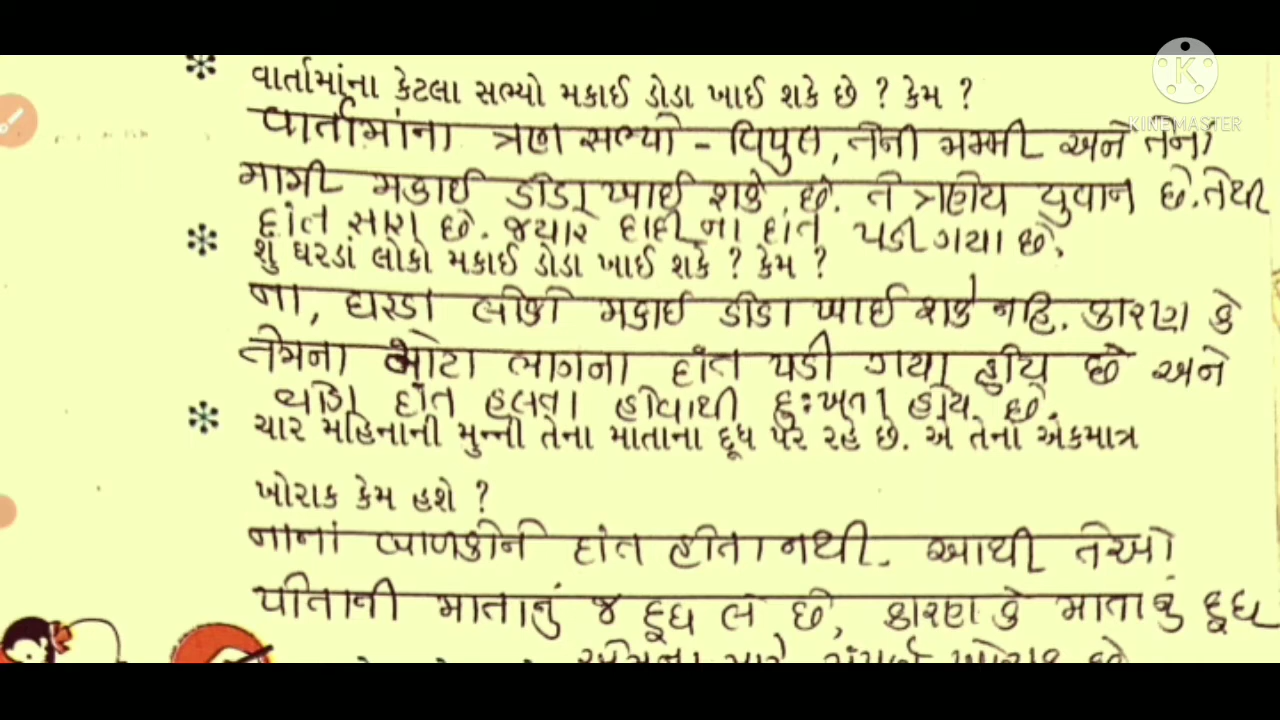 વાર્તામાંના કેટલા સભ્યો મકાઈ ડોડા ખાઈ શકે છે ? કેમ ?
વાર્તામાંના ત્રણ સભ્યો - વિપુલ, તેની મમ્મી અને તેના
મામી મકાઈ ડોડા ખાઈ શકે છે. તે ત્રણેય યુવાન છે. તેથી
દાંત સારા છે. જ્યારે દાદીના દાંત પડી ગયા છે.
શું ઘરડાં લોકો મકાઈ ડોડા ખાઈ શકે ? કેમ ?
ના, ઘરડા લોકો મકાઈ ડોડા ખાઈ શકે નહિ. કારણ કે
તેમના મોટા ભાગના દાંત પડી ગયા હોય છે અને
દાંત હલતા હોવાથી દુઃખતા હોય છે
ચાર મહિનાની મુન્ની તેના માતાના દૂધ પર રહે છે. એ તેનો એકમાત્ર
ખોરાક કેમ હશે ?
નાનાં બાળકોને દાંત હોતા નથી. આથી તેઓ
પોતાની માતાનું જ દૂધ લે છે, કારણ કે માતાનું દૂધ
KINEMASTER